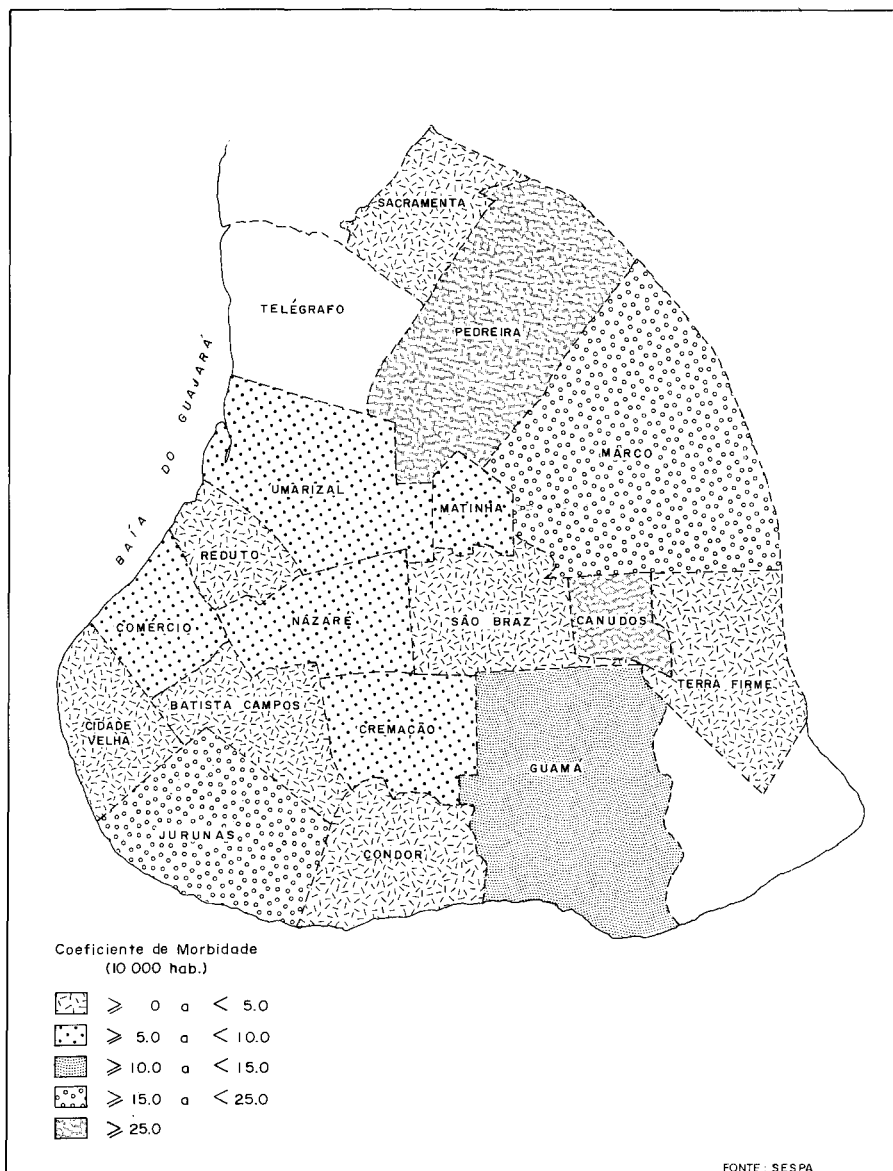 SACRAMENTA
TELÉGRAFO
PEDREIRA
BAÍA DO GUAJARÁ
MARCO
UMARIZAL
MATINHA
REDUTO
COMÉRCIO
NAZARÉ
SÃO BRAZ
CANUDOS
TERRA FIRME
BATISTA CAMPOS
CIDADE
VELHA
CREMAÇÃO
GUAMA
JURUNAS
CONDOR
Coeficiente de Morbidade
(10 000 hab.)
⩾ 0 a < 5.0
⩾ 5.0 a < 10.0
⩾ 10.0 a < 15.0
⩾ 15.0 a < 25.0
⩾ 25.0
FONTE: SESPA